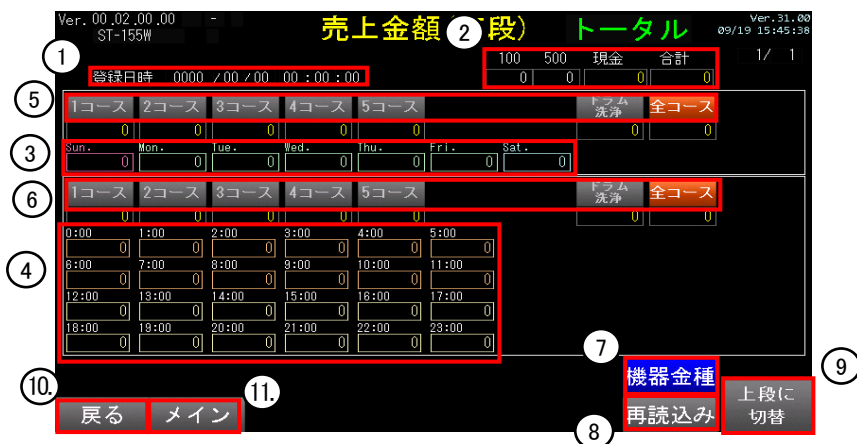 Ver. 00.02.00.00 -
ST-155W
売上金額( 段)
トータル
Ver.31.00
09/19 15:45:38
1/ 1
① ②
100 500 現金 合計
0 0 0 0
登録日時 0000 /00 /00 00 :00 :00
⑤
1コース 2コース 3コース 4コース 5コース ドラム洗浄 全コース
0 0 0 0 0 0 0
③
Sun. Mon. Tue. Wed. Thu. Fri. Sat.
0 0 0 0 0 0 0
⑥
1コース 2コース 3コース 4コース 5コース ドラム洗浄 全コース
0 0 0 0 0 0 0
④
0:00 1:00 2:00 3:00 4:00 5:00
0 0 0 0 0 0
6:00 7:00 8:00 9:00 10:00 11:00
0 0 0 0 0 0
12:00 13:00 14:00 15:00 16:00 17:00
0 0 0 0 0 0
18:00 19:00 20:00 21:00 22:00 23:00
0 0 0 0 0 0
⑦
機器金種
⑧
再読込み
⑨
上段に
切替
10.
戻る
11.
メイン